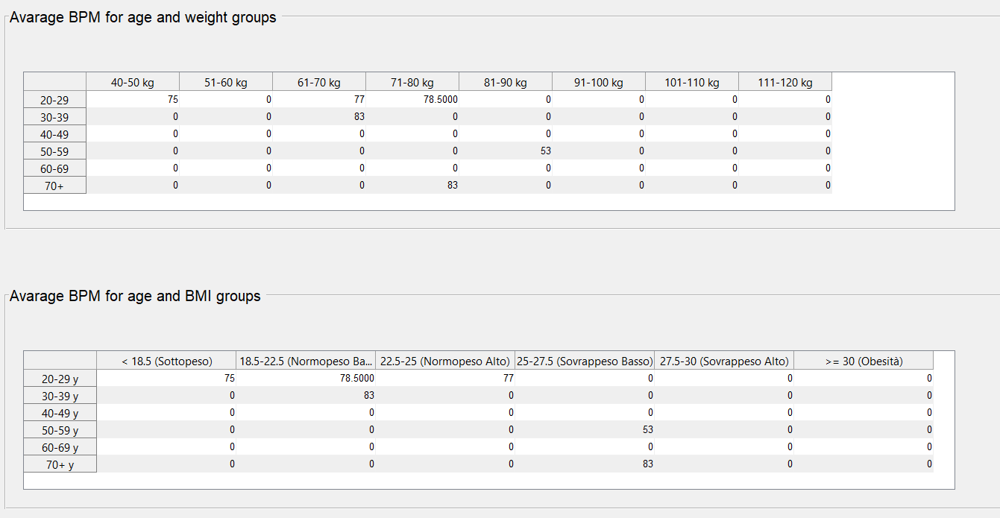 Avarage BPM for age and weight groups
40-50 kg 51-60 kg 61-70 kg 71-80 kg 81-90 kg 91-100 kg 101-110 kg 111-120 kg
20-29 75 0 77 78.5000 0 0 0 0
30-39 0 0 83 0 0 0 0 0
40-49 0 0 0 0 0 0 0 0
50-59 0 0 0 0 53 0 0 0
60-69 0 0 0 0 0 0 0 0
70+ 0 0 0 83 0 0 0 0
Avarage BPM for age and BMI groups
< 18.5 (Sottopeso) 18.5-22.5 (Normopeso Ba... 22.5-25 (Normopeso Alto) 25-27.5 (Sovrappeso Basso) 27.5-30 (Sovrappeso Alto) >= 30 (Obesità)
20-29 y 75 78.5000 77 0 0 0
30-39 y 0 83 0 0 0 0
40-49 y 0 0 0 0 0 0
50-59 y 0 0 0 53 0 0
60-69 y 0 0 0 0 0 0
70+ y 0 0 0 83 0 0